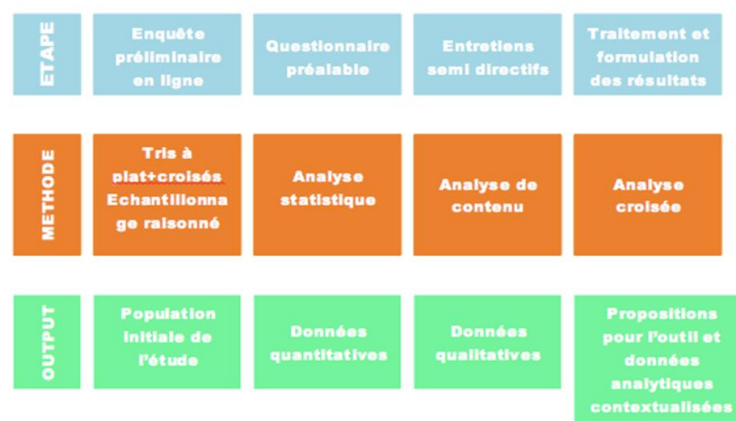 ETAPE
Enquête
préliminaire
en ligne
Questionnaire
préalable
Entretiens
semi directifs
Traitement et
formulation
des résultats
METHODE
Tris à
plat+croisés
Echantillonna
ge raisonné
Analyse
statistique
Analyse de
contenu
Analyse
croisée
OUTPUT
Population
initiale de
l'étude
Données
quantitatives
Données
qualitatives
Propositions
pour l'outil et
données
analytiques
contextualisées